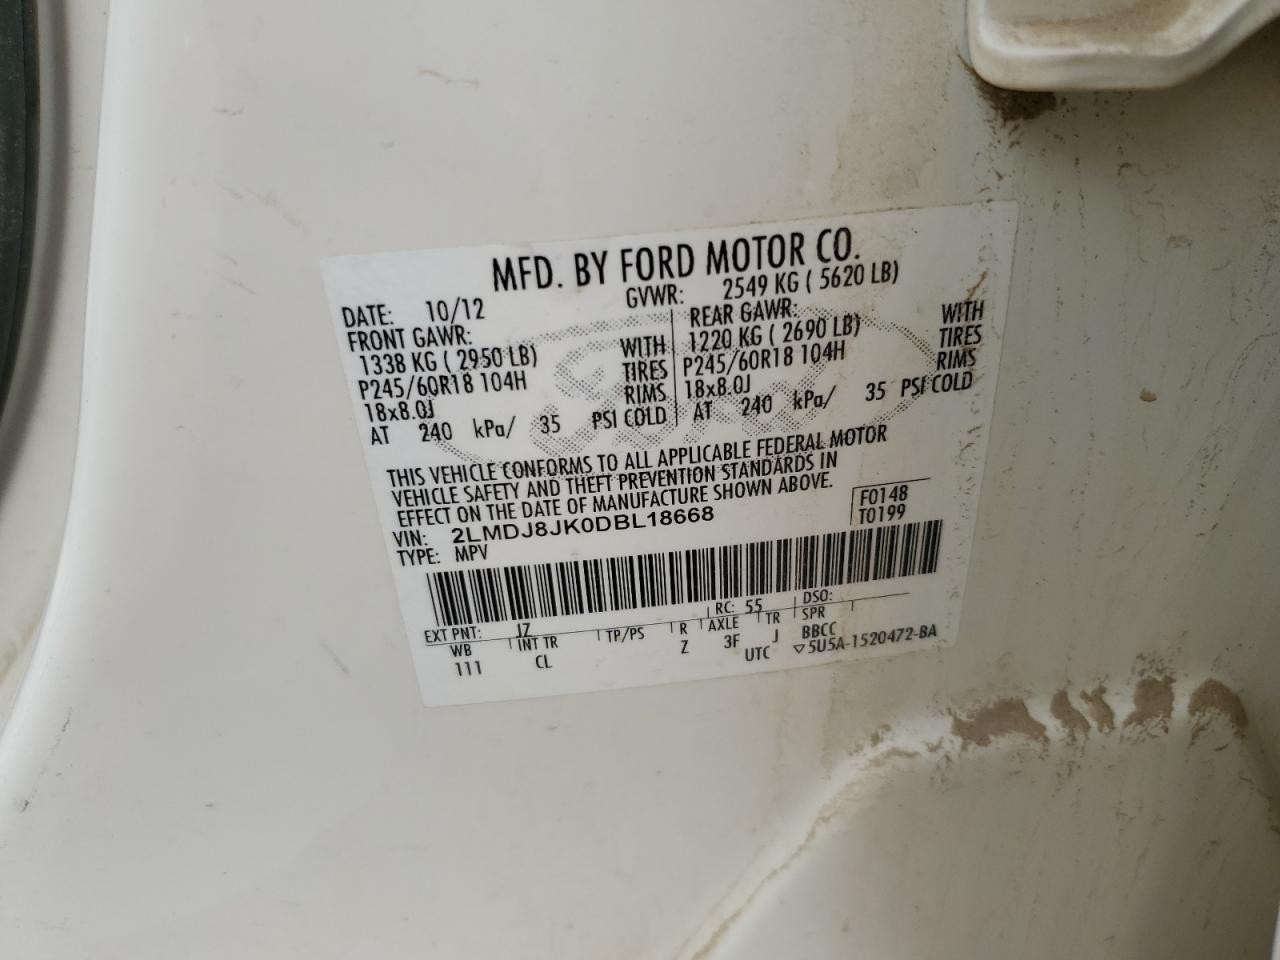 MFD. BY FORD MOTOR CO.
DATE: 10/12 GVWR: 2549 KG ( 5620 LB)
FRONT GAWR: REAR GAWR:
1338 KG ( 2950 LB) WITH 1220 KG ( 2690 LB) WITH
P245/60R18 104H TIRES P245/60R18 104H TIRES
18x8.0J RIMS 18x8.0J RIMS
AT 240 kPa/ 35 PSI COLD AT 240 kPa/ 35 PSI COLD
THIS VEHICLE CONFORMS TO ALL APPLICABLE FEDERAL MOTOR
VEHICLE SAFETY AND THEFT PREVENTION STANDARDS IN
EFFECT ON THE DATE OF MANUFACTURE SHOWN ABOVE.
VIN: 2LMDJ8JK0DBL18668 F0148
TYPE: MPV T0199
EXT PNT: JZ RC: 55 DSO:
WB INT TR TP/PS R AXLE TR SPR
111 CL Z 3F J BBCC
UTC ▽5U5A-1520472-BA